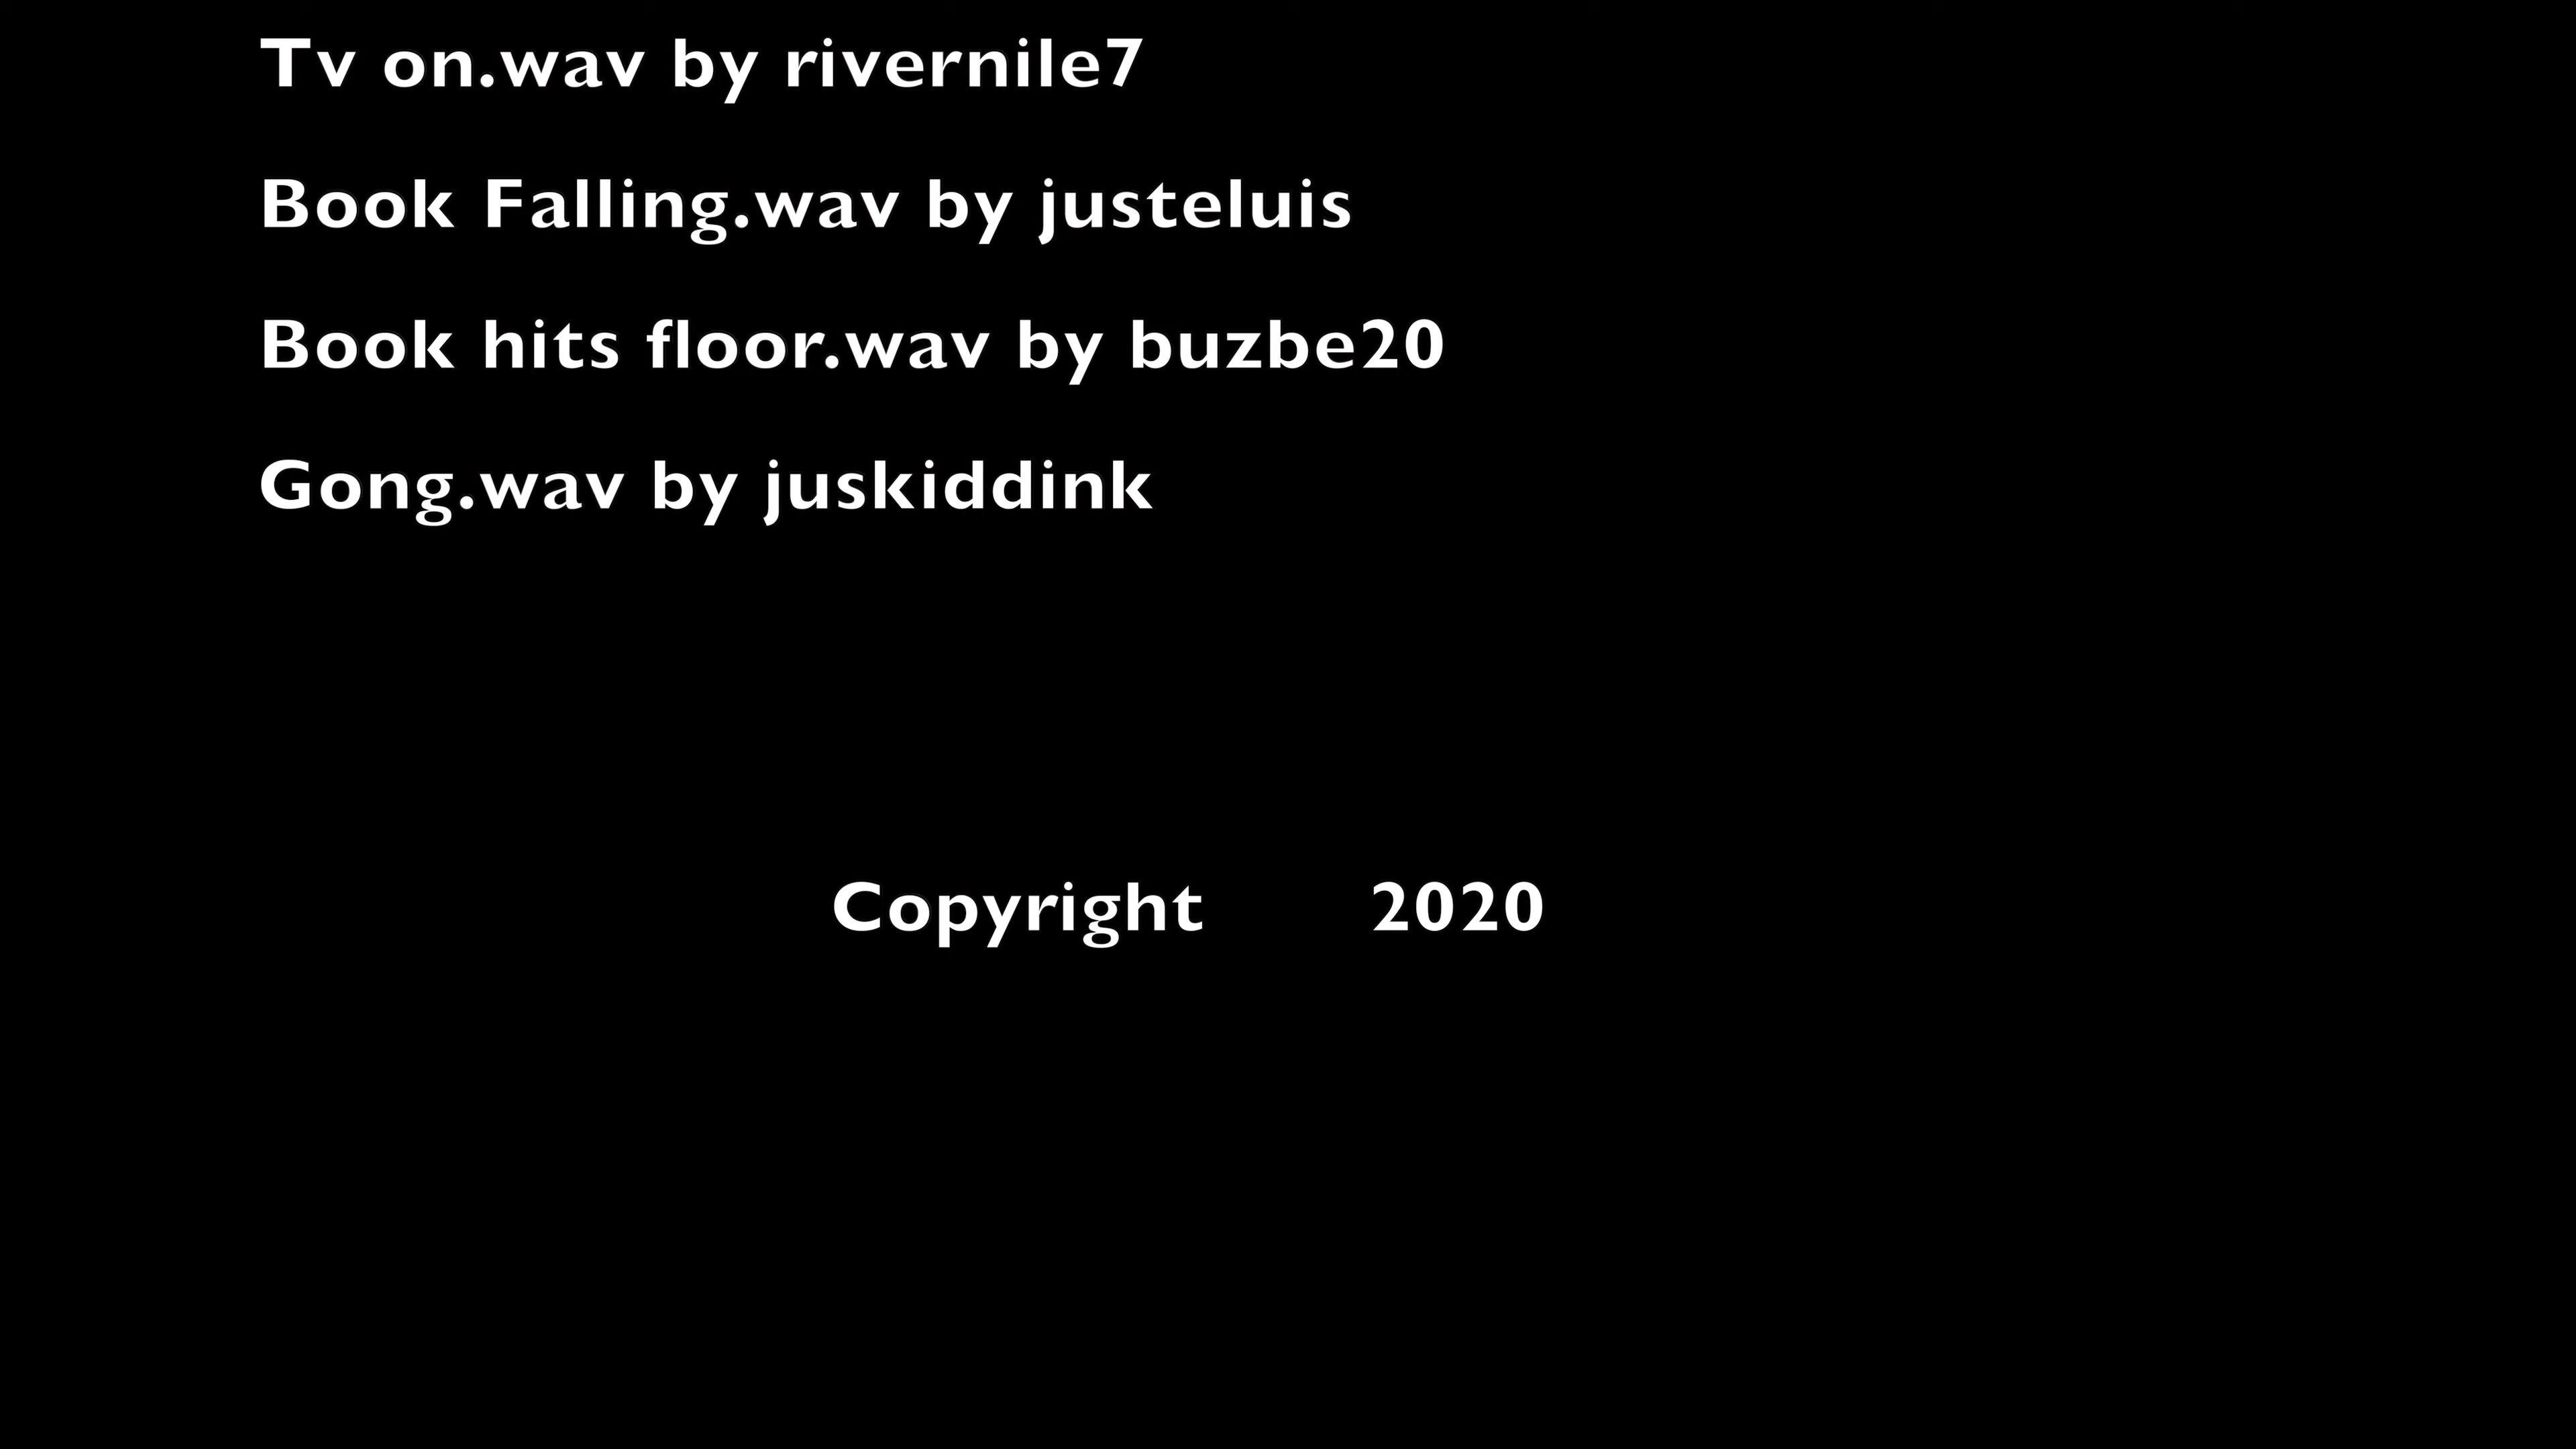 Tv on.wav by rivernile7
Book Falling.wav by justeluis
Book hits floor.wav by buzbe20
Gong.wav by juskiddink
Copyright 2020